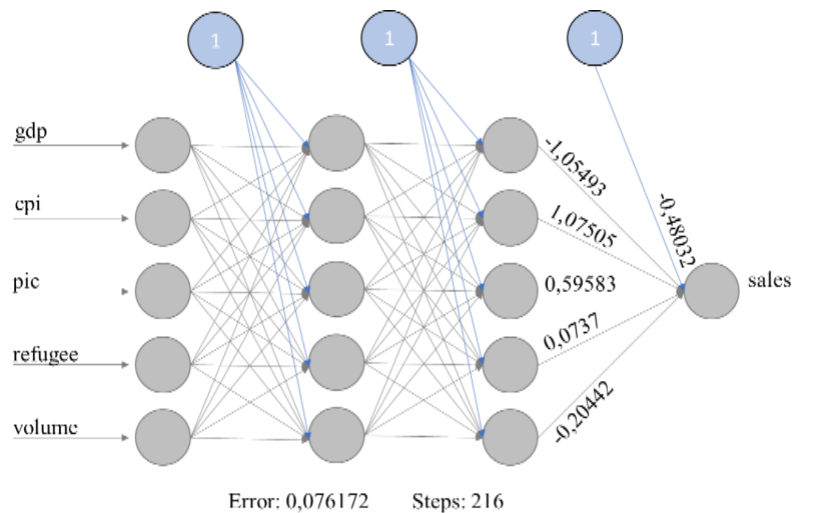 1 1 1
gdp
cpi
pic
refugee
volume
-1,05493
1,07505
0,59583
0,0737
-0,20442
-0,48032
sales
Error: 0,076172 Steps: 216